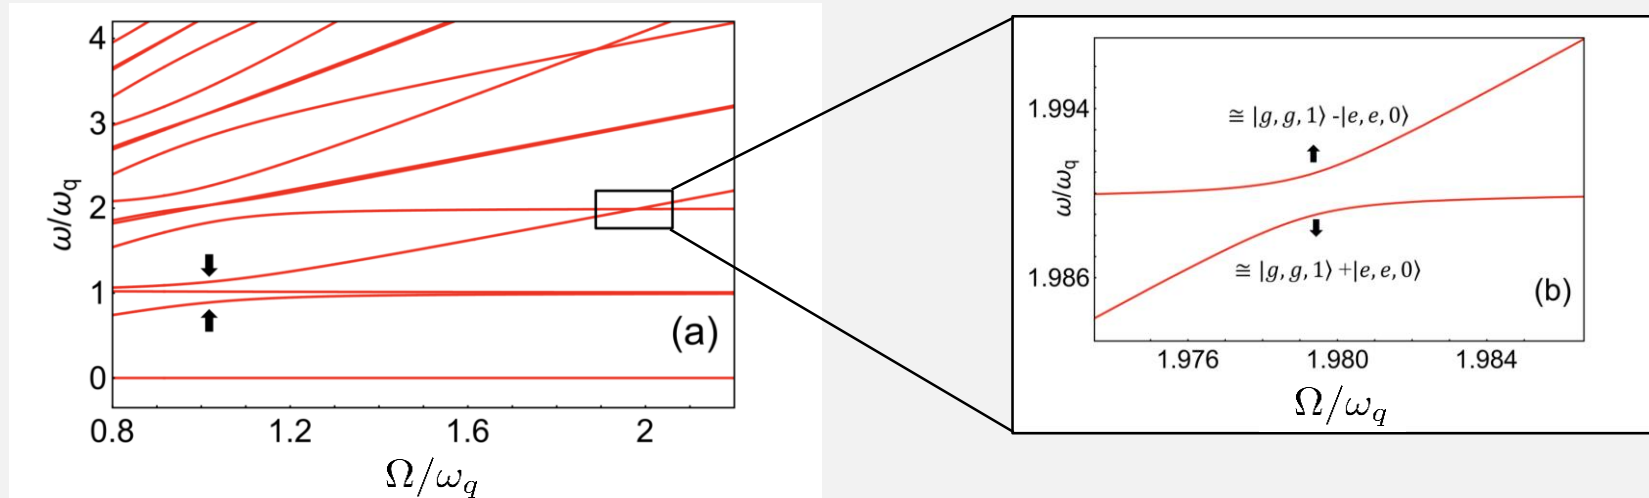 4
3
2
1
0
ω/ω_q
0.8 1.2 1.6 2
Ω/ω_q
(a)
1.994
1.986
ω/ω_q
≅ |g, g, 1⟩ -|e, e, 0⟩
≅ |g, g, 1⟩ +|e, e, 0⟩
(b)
1.976 1.980 1.984
Ω/ω_q